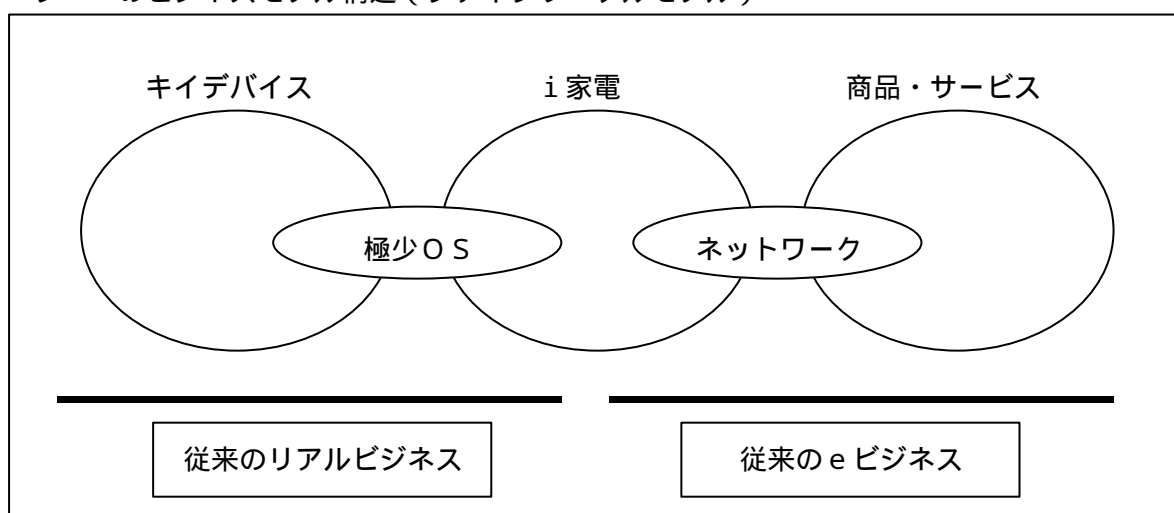 キイデバイス
ｉ家電
商品・サービス
極少ＯＳ
ネットワーク
従来のリアルビジネス
従来のｅビジネス